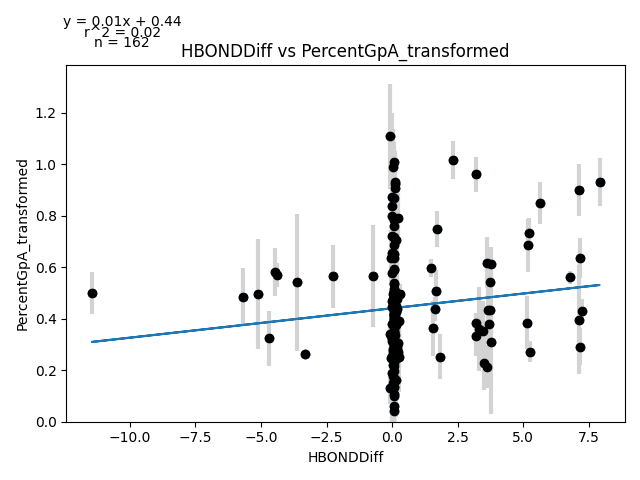 y = 0.01x + 0.44
r^2 = 0.02
n = 162
HBONDDiff vs PercentGpA_transformed
PercentGpA_transformed
1.2
1.0
0.8
0.6
0.4
0.2
0.0
−10.0 −7.5 −5.0 −2.5 0.0 2.5 5.0 7.5
HBONDDiff